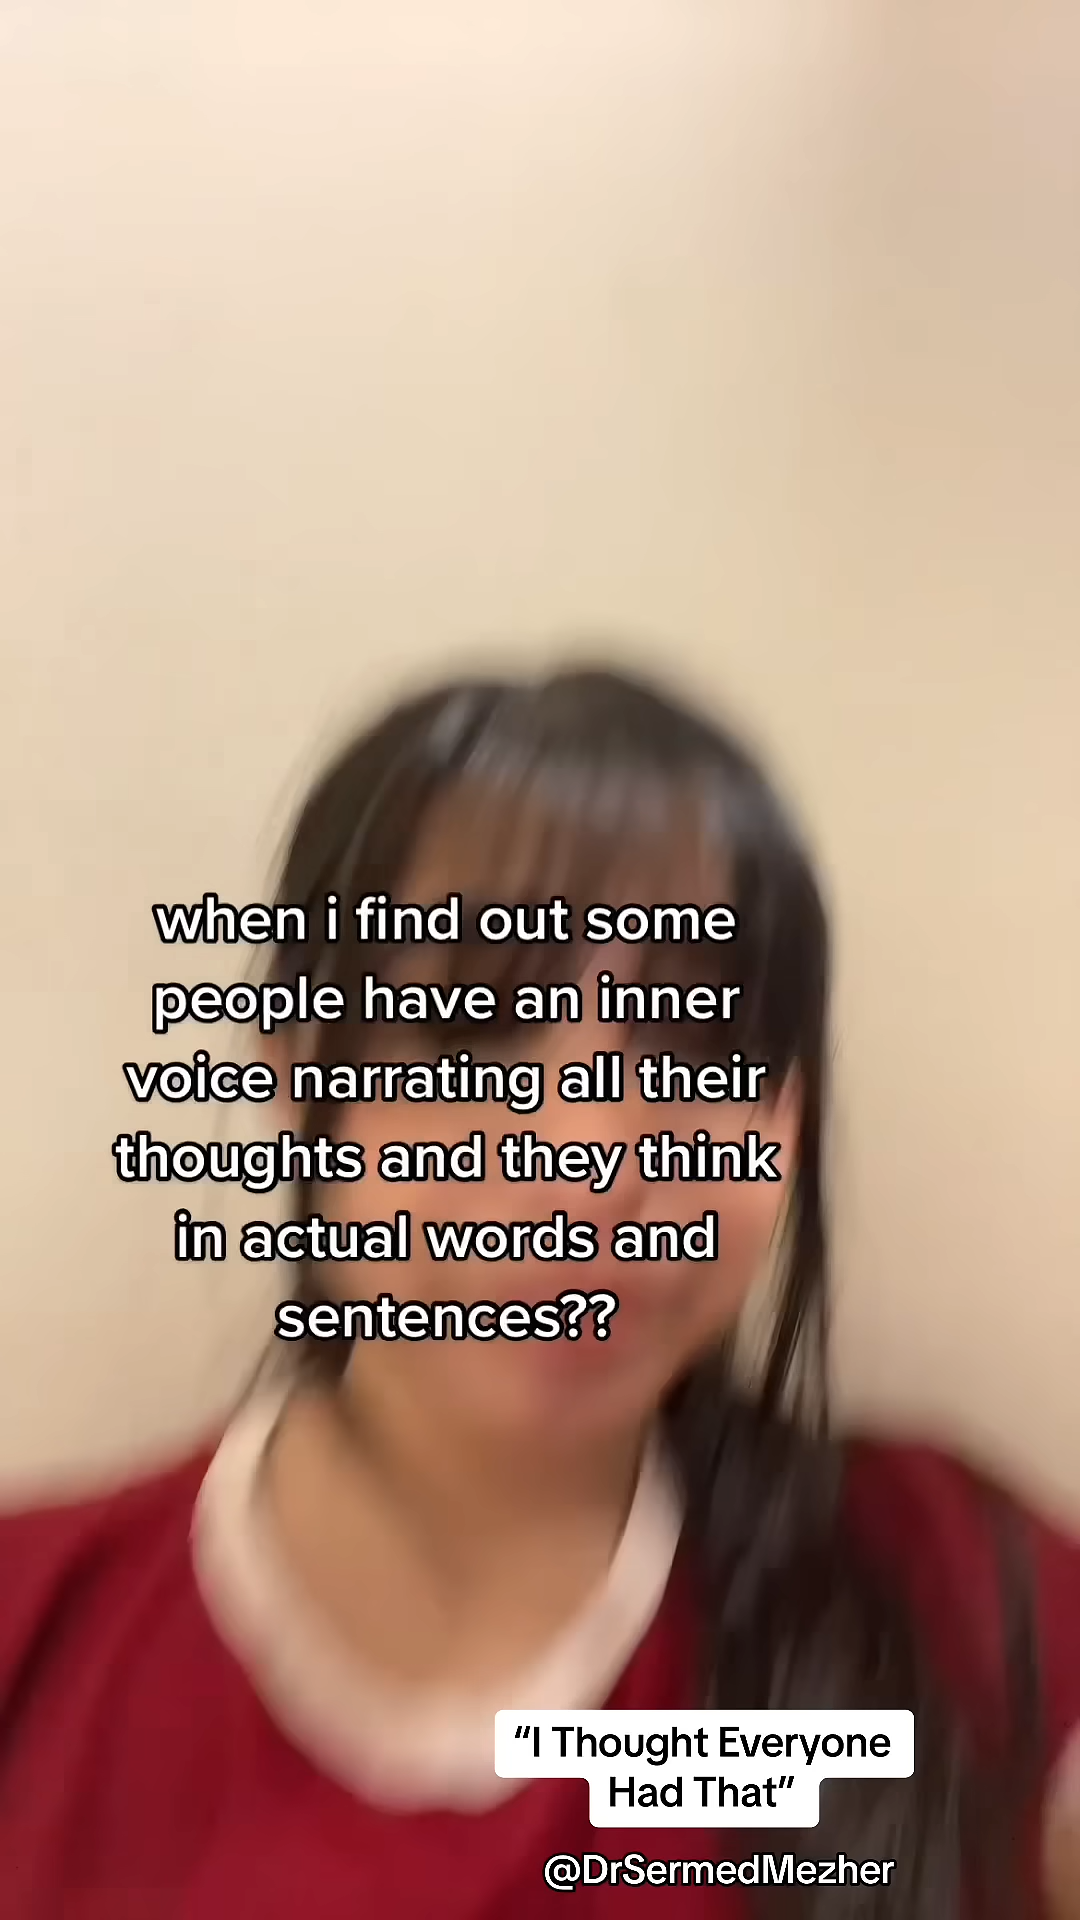 when i find out some
people have an inner
voice narrating all their
thoughts and they think
in actual words and
sentences??
“I Thought Everyone
Had That”
@DrSermedMezher